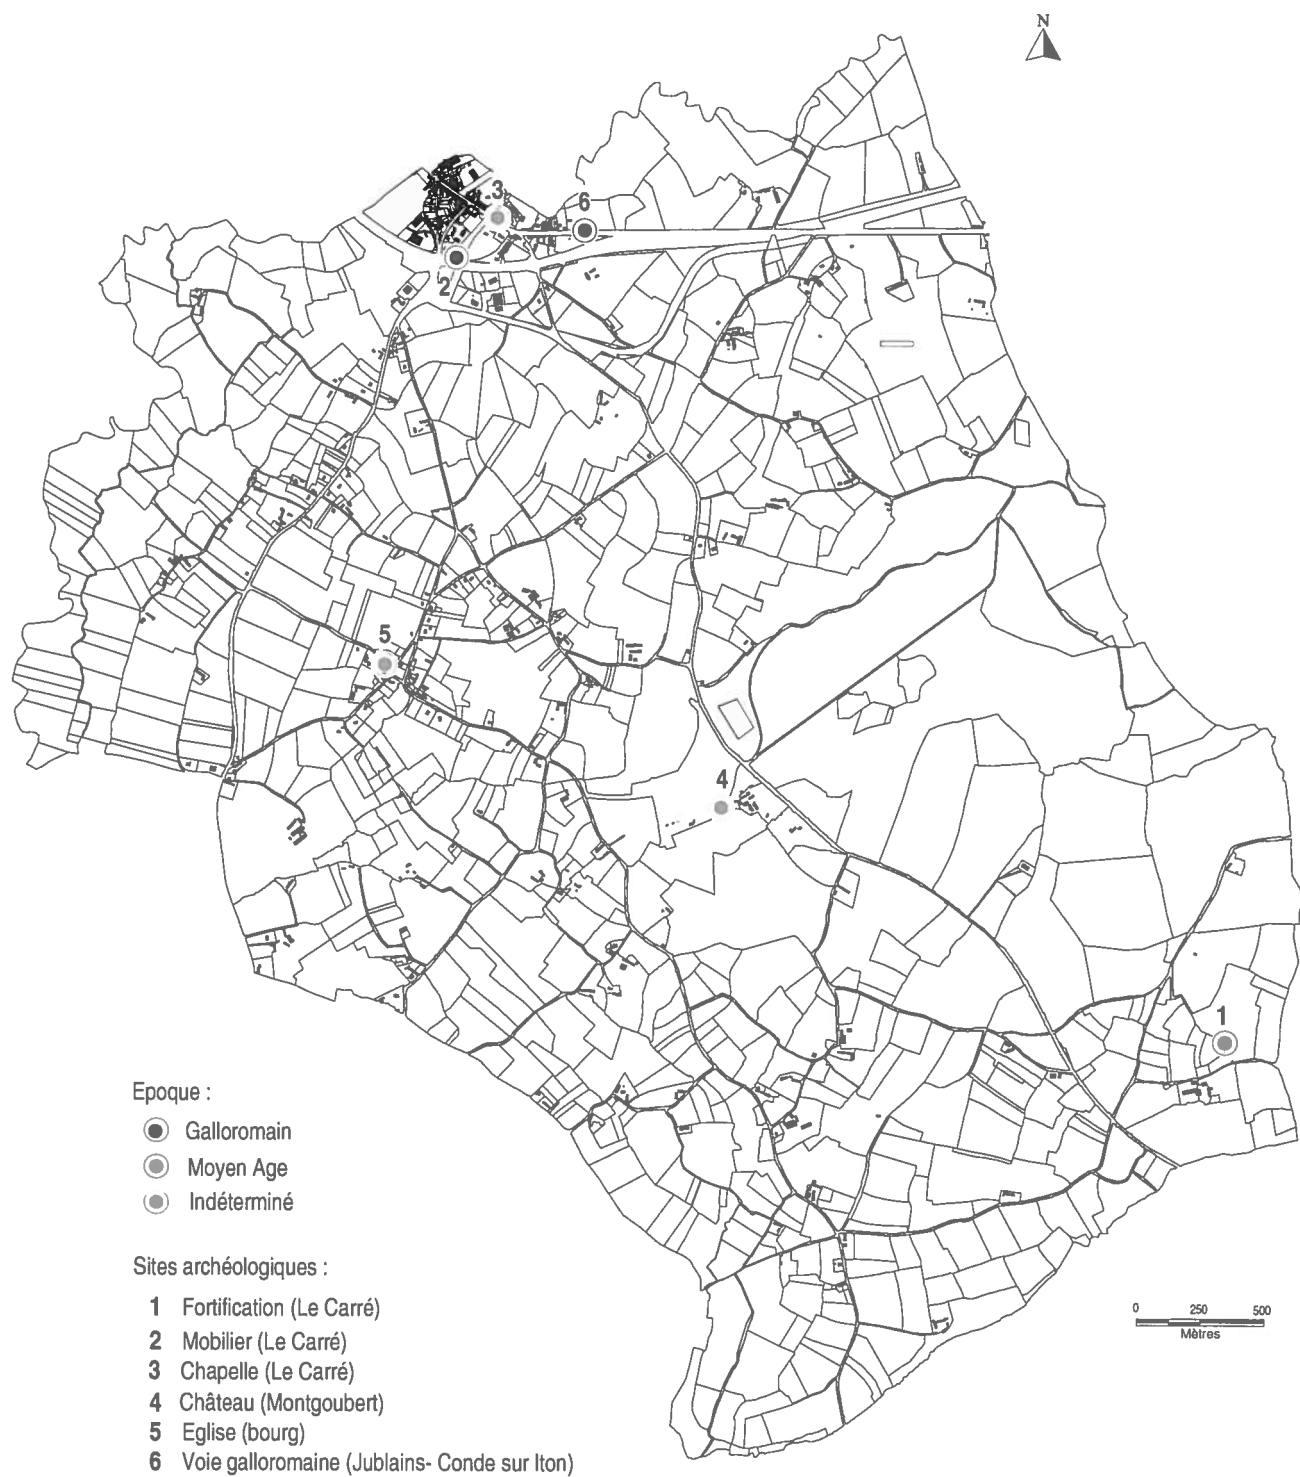 N
3
6
2
5
4
1
Epoque :
Galloromain
Moyen Age
Indéterminé
Sites archéologiques :
1 Fortification (Le Carré)
2 Mobilier (Le Carré)
3 Chapelle (Le Carré)
4 Château (Montgoubert)
5 Eglise (bourg)
6 Voie galloromaine (Jublains- Conde sur Iton)
0 250 500
Mètres